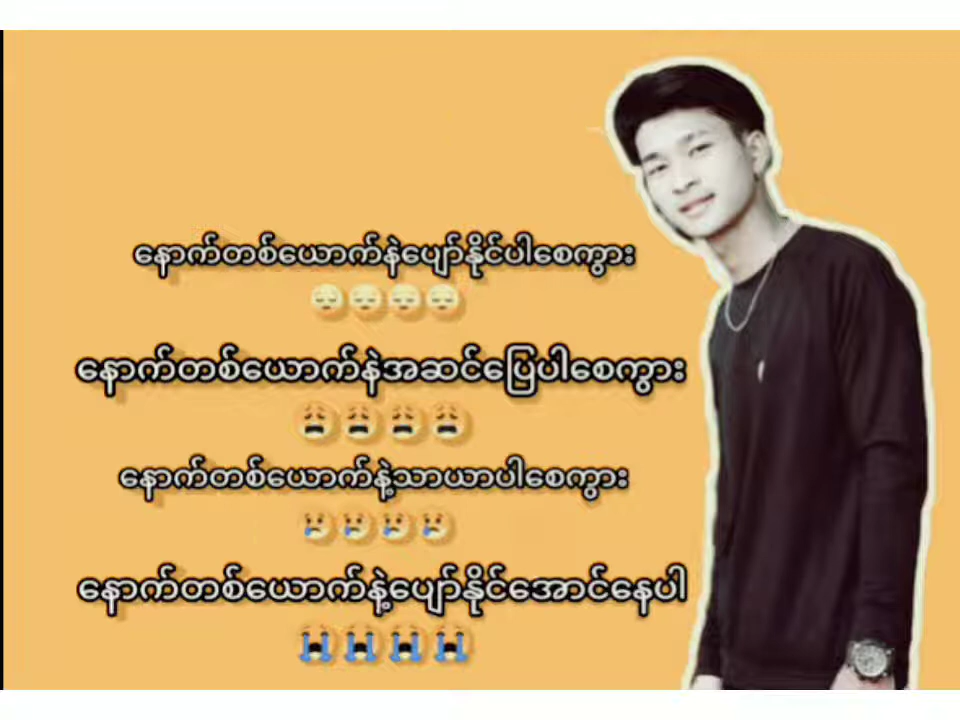 နောက်တစ်ယောက်နဲပျော်နိုင်ပါစေကွား
😔😔😔😔
နောက်တစ်ယောက်နဲအဆင်ပြေပါစေကွား
😩😩😩😩
နောက်တစ်ယောက်နဲ့သာယာပါစေကွား
😢😢😢😢
နောက်တစ်ယောက်နဲ့ပျော်နိုင်အောင်နေပါ
😭😭😭😭